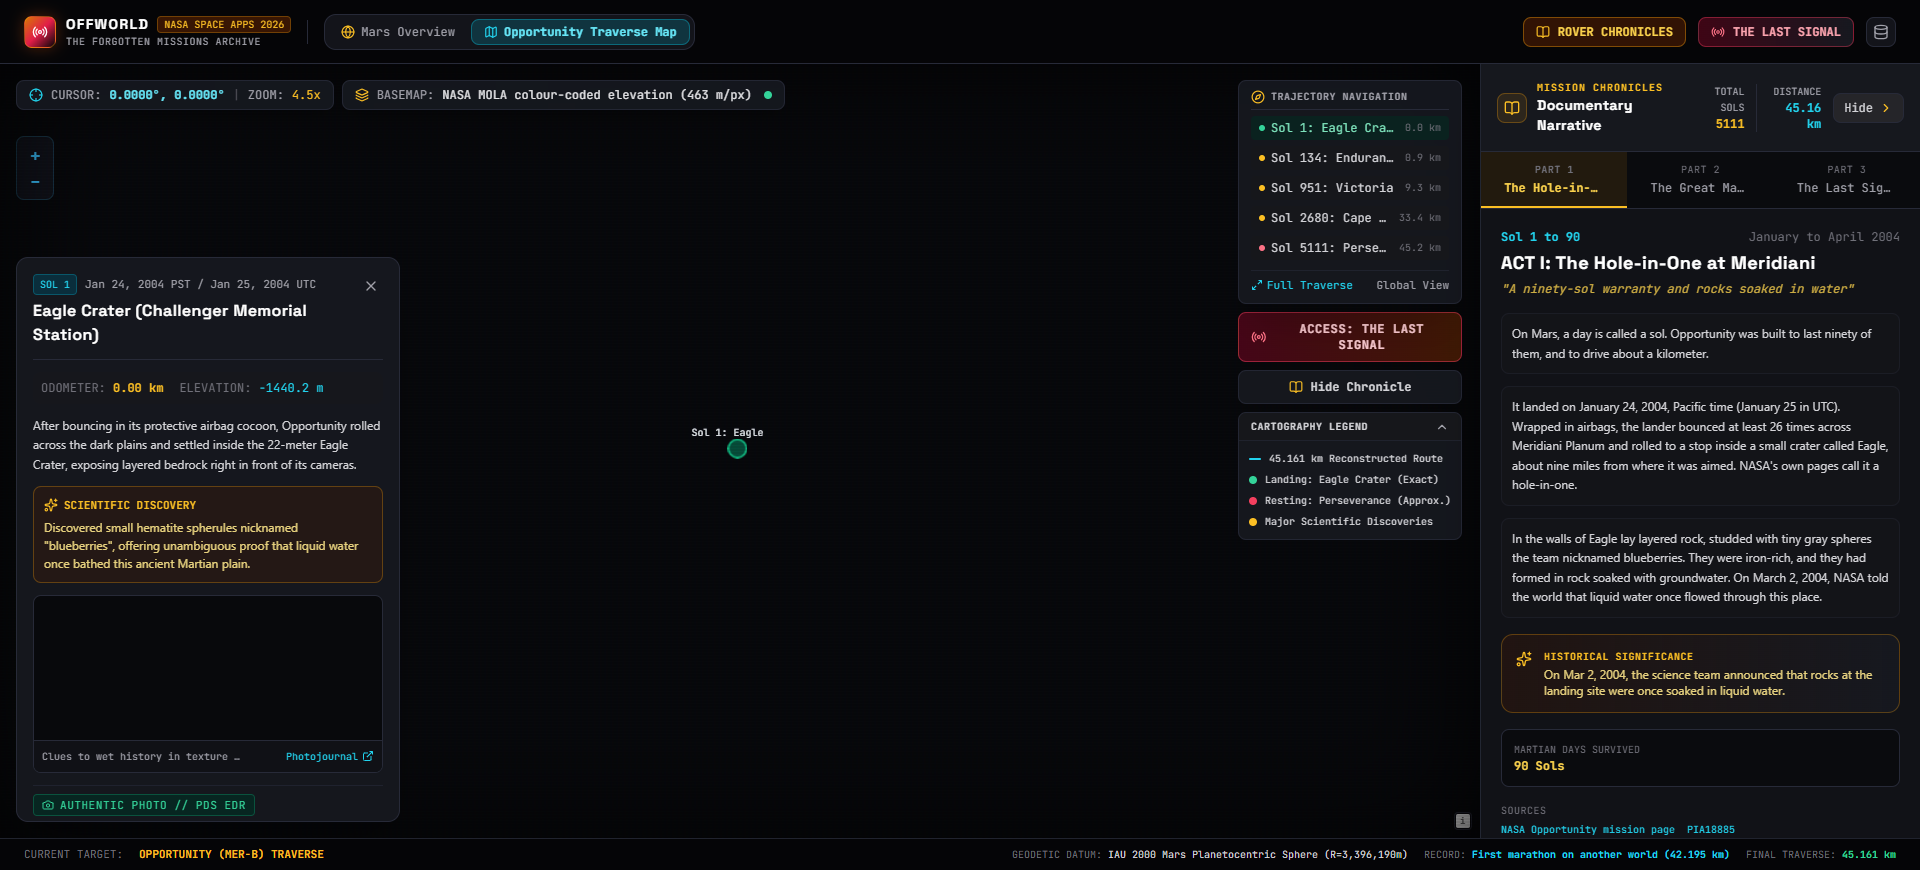 OFFWORLD NASA SPACE APPS 2026
THE FORGOTTEN MISSIONS ARCHIVE
Mars Overview
Opportunity Traverse Map
ROVER CHRONICLES
THE LAST SIGNAL
CURSOR: 0.0000°, 0.0000° | ZOOM: 4.5x
BASEMAP: NASA MOLA colour-coded elevation (463 m/px)
+
−
SOL 1 Jan 24, 2004 PST / Jan 25, 2004 UTC
Eagle Crater (Challenger Memorial
Station)
ODOMETER: 0.00 km ELEVATION: -1440.2 m
After bouncing in its protective airbag cocoon, Opportunity rolled
across the dark plains and settled inside the 22-meter Eagle
Crater, exposing layered bedrock right in front of its cameras.
SCIENTIFIC DISCOVERY
Discovered small hematite spherules nicknamed
"blueberries", offering unambiguous proof that liquid water
once bathed this ancient Martian plain.
Clues to wet history in texture …
Photojournal
AUTHENTIC PHOTO // PDS EDR
Sol 1: Eagle
TRAJECTORY NAVIGATION
Sol 1: Eagle Cra… 0.0 km
Sol 134: Enduran… 0.9 km
Sol 951: Victoria 9.3 km
Sol 2680: Cape … 33.4 km
Sol 5111: Perse… 45.2 km
Full Traverse
Global View
ACCESS: THE LAST
SIGNAL
Hide Chronicle
CARTOGRAPHY LEGEND
45.161 km Reconstructed Route
Landing: Eagle Crater (Exact)
Resting: Perseverance (Approx.)
Major Scientific Discoveries
i
MISSION CHRONICLES
Documentary
Narrative
TOTAL
SOLS
5111
DISTANCE
45.16
km
Hide
PART 1
The Hole-in-…
PART 2
The Great Ma…
PART 3
The Last Sig…
Sol 1 to 90
January to April 2004
ACT I: The Hole-in-One at Meridiani
"A ninety-sol warranty and rocks soaked in water"
On Mars, a day is called a sol. Opportunity was built to last ninety of
them, and to drive about a kilometer.
It landed on January 24, 2004, Pacific time (January 25 in UTC).
Wrapped in airbags, the lander bounced at least 26 times across
Meridiani Planum and rolled to a stop inside a small crater called Eagle,
about nine miles from where it was aimed. NASA's own pages call it a
hole-in-one.
In the walls of Eagle lay layered rock, studded with tiny gray spheres
the team nicknamed blueberries. They were iron-rich, and they had
formed in rock soaked with groundwater. On March 2, 2004, NASA told
the world that liquid water once flowed through this place.
HISTORICAL SIGNIFICANCE
On Mar 2, 2004, the science team announced that rocks at the
landing site were once soaked in liquid water.
MARTIAN DAYS SURVIVED
90 Sols
SOURCES
NASA Opportunity mission page PIA18885
CURRENT TARGET: OPPORTUNITY (MER-B) TRAVERSE
GEODETIC DATUM: IAU 2000 Mars Planetocentric Sphere (R=3,396,190m)
RECORD: First marathon on another world (42.195 km)
FINAL TRAVERSE: 45.161 km